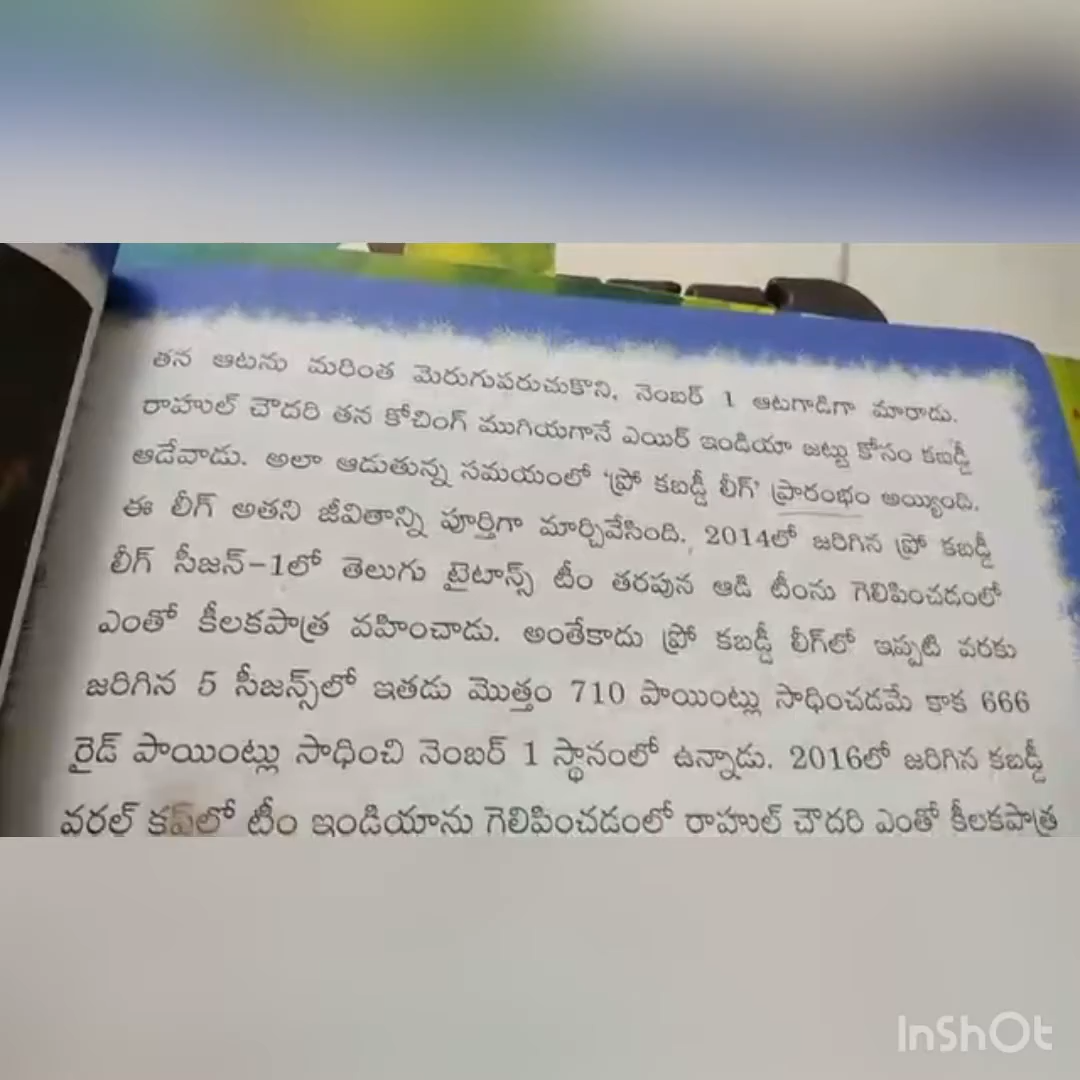 తన ఆటను మరింత మెరుగుపరుచుకొని, నెంబర్ 1 ఆటగాడిగా మారాడు.
రాహుల్ చౌదరి తన కోచింగ్ ముగియగానే ఎయిర్ ఇండియా జట్టు కోసం కబడ్డీ
ఆడేవాడు. అలా ఆడుతున్న సమయంలో 'ప్రో కబడ్డీ లీగ్' ప్రారంభం అయ్యింది.
ఈ లీగ్ అతని జీవితాన్ని పూర్తిగా మార్చివేసింది. 2014లో జరిగిన ప్రో కబడ్డీ
లీగ్ సీజన్-1లో తెలుగు టైటాన్స్ టీం తరపున ఆడి టీంను గెలిపించడంలో
ఎంతో కీలకపాత్ర వహించాడు. అంతేకాదు ప్రో కబడ్డీ లీగ్‌లో ఇప్పటి వరకు
జరిగిన 5 సీజన్స్‌లో ఇతడు మొత్తం 710 పాయింట్లు సాధించడమే కాక 666
రైడ్ పాయింట్లు సాధించి నెంబర్ 1 స్థానంలో ఉన్నాడు. 2016లో జరిగిన కబడ్డీ
వరల్ కప్‌లో టీం ఇండియాను గెలిపించడంలో రాహుల్ చౌదరి ఎంతో కీలకపాత్ర
InShOt